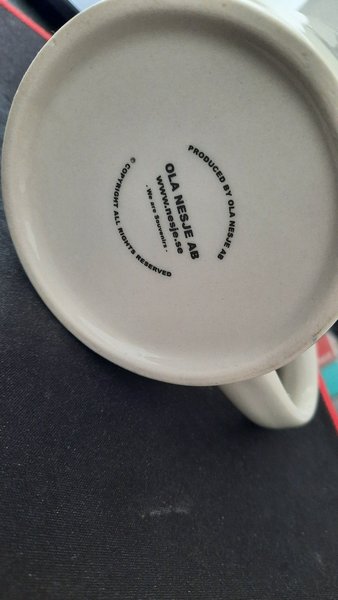 PRODUCED BY OLA NESJE AB
OLA NESJE AB
www.nesje.se
- We are Souvenirs -
© COPYRIGHT ALL RIGHTS RESERVED